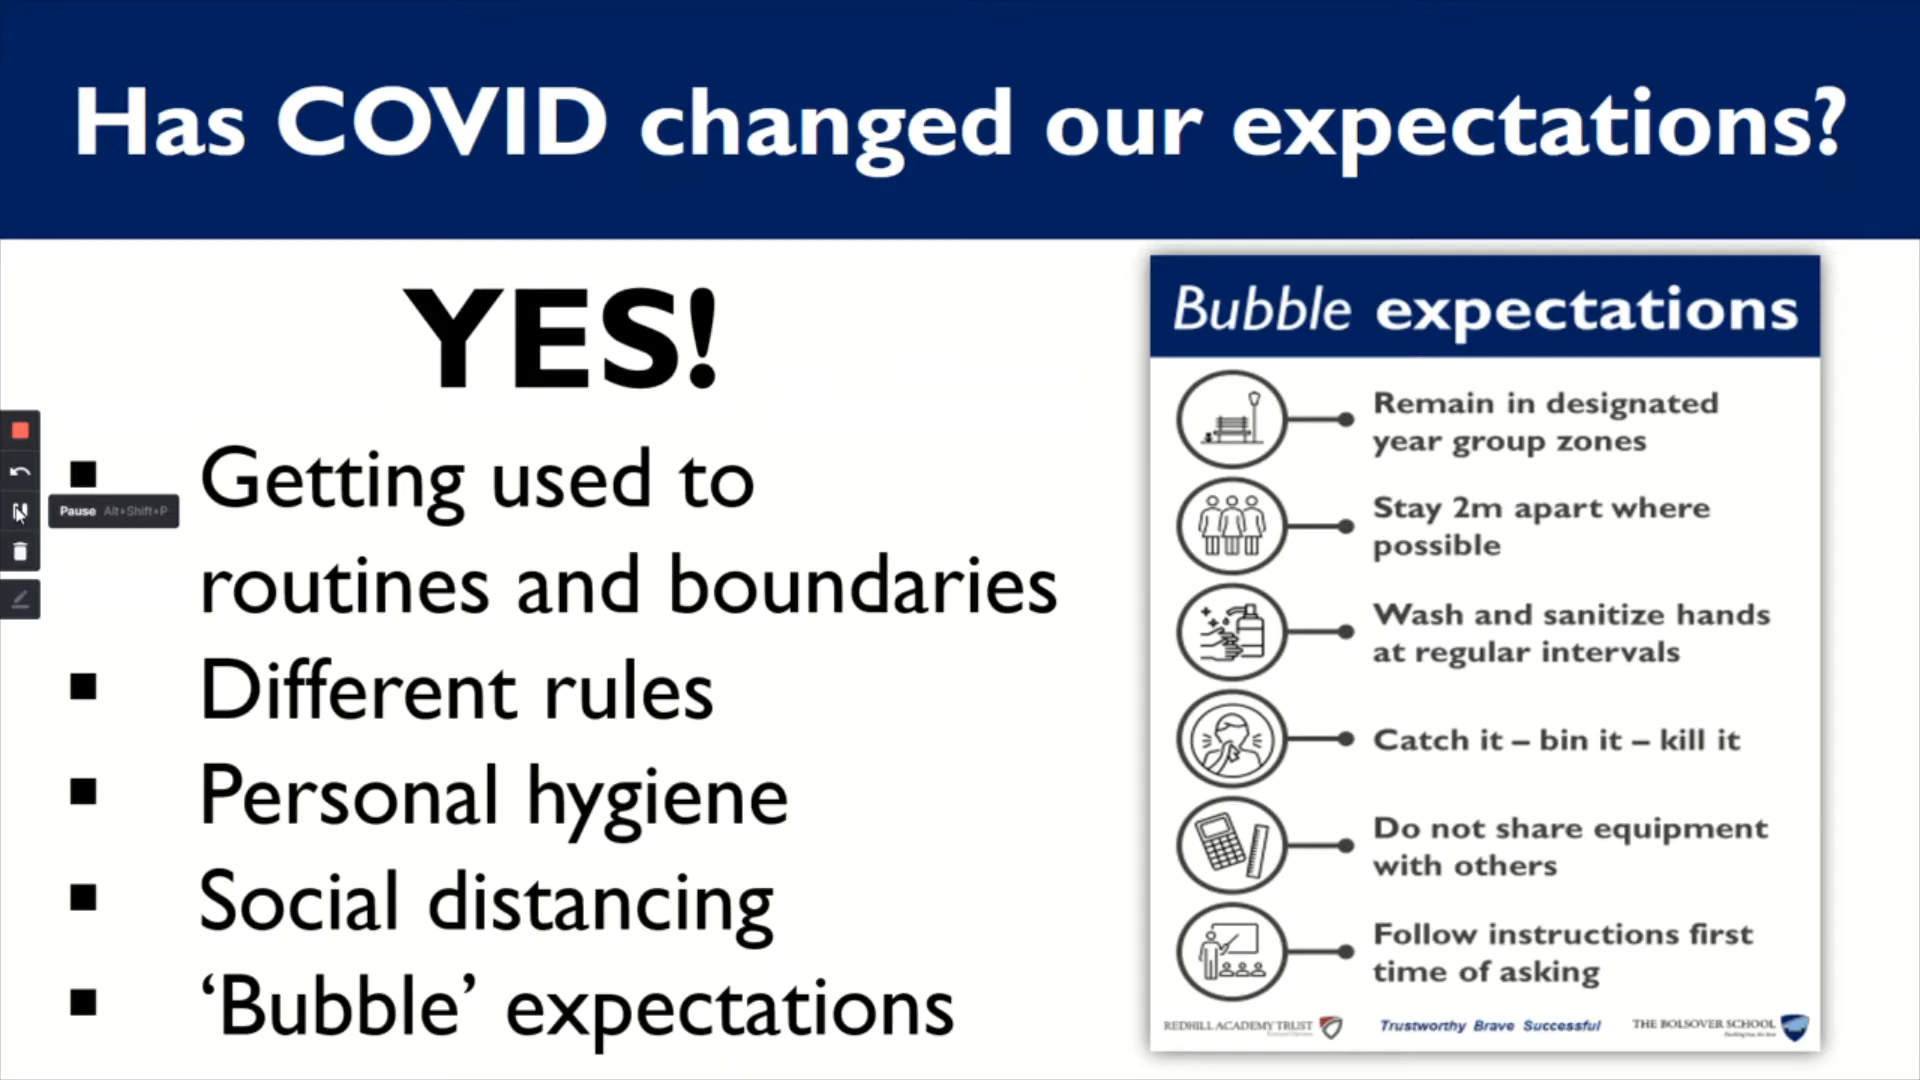 Has COVID changed our expectations?
YES!
Getting used to
routines and boundaries
Different rules
Personal hygiene
Social distancing
‘Bubble’ expectations
Pause Alt+Shift+P
Bubble expectations
Remain in designated
year group zones
Stay 2m apart where
possible
Wash and sanitize hands
at regular intervals
Catch it – bin it – kill it
Do not share equipment
with others
Follow instructions first
time of asking
REDHILL ACADEMY TRUST
Trustworthy Brave Successful
THE BOLSOVER SCHOOL